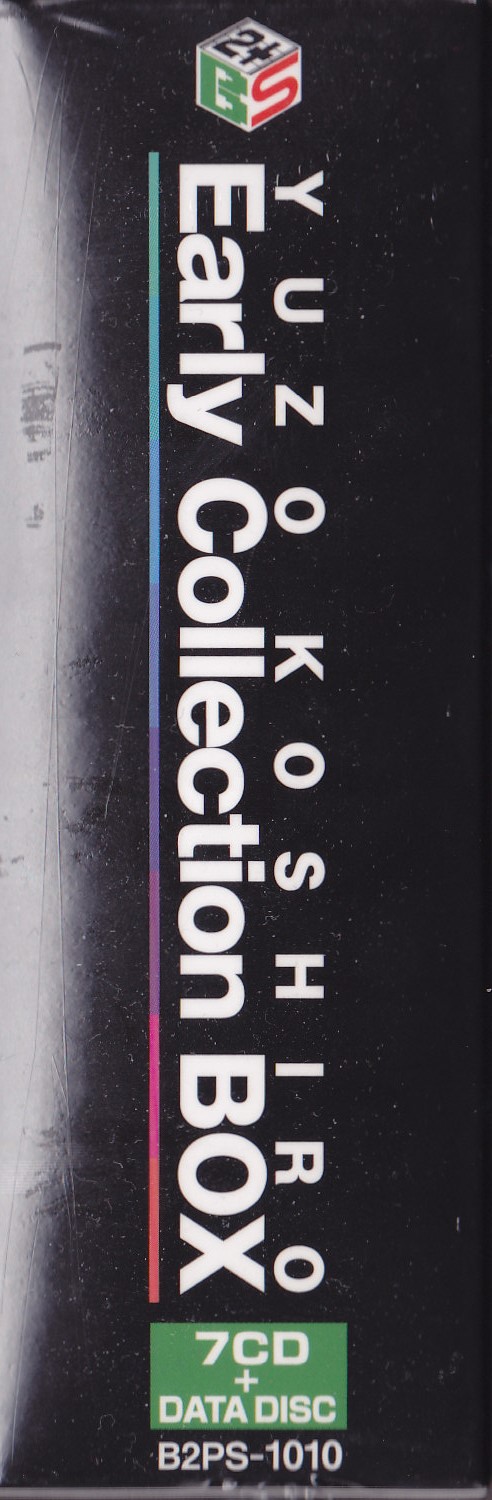 YUZO KOSHIRO
Early Collection BOX
7CD
+
DATA DISC
B2PS-1010